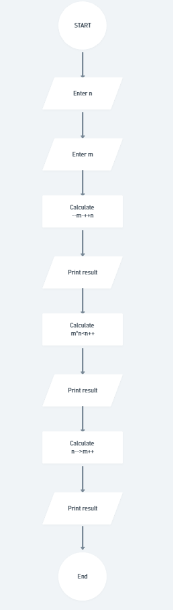 START
Enter n
Enter m
Calculate
--m-++n
Print result
Calculate
m*n<n++
Print result
Calculate
n-->m++
Print result
End